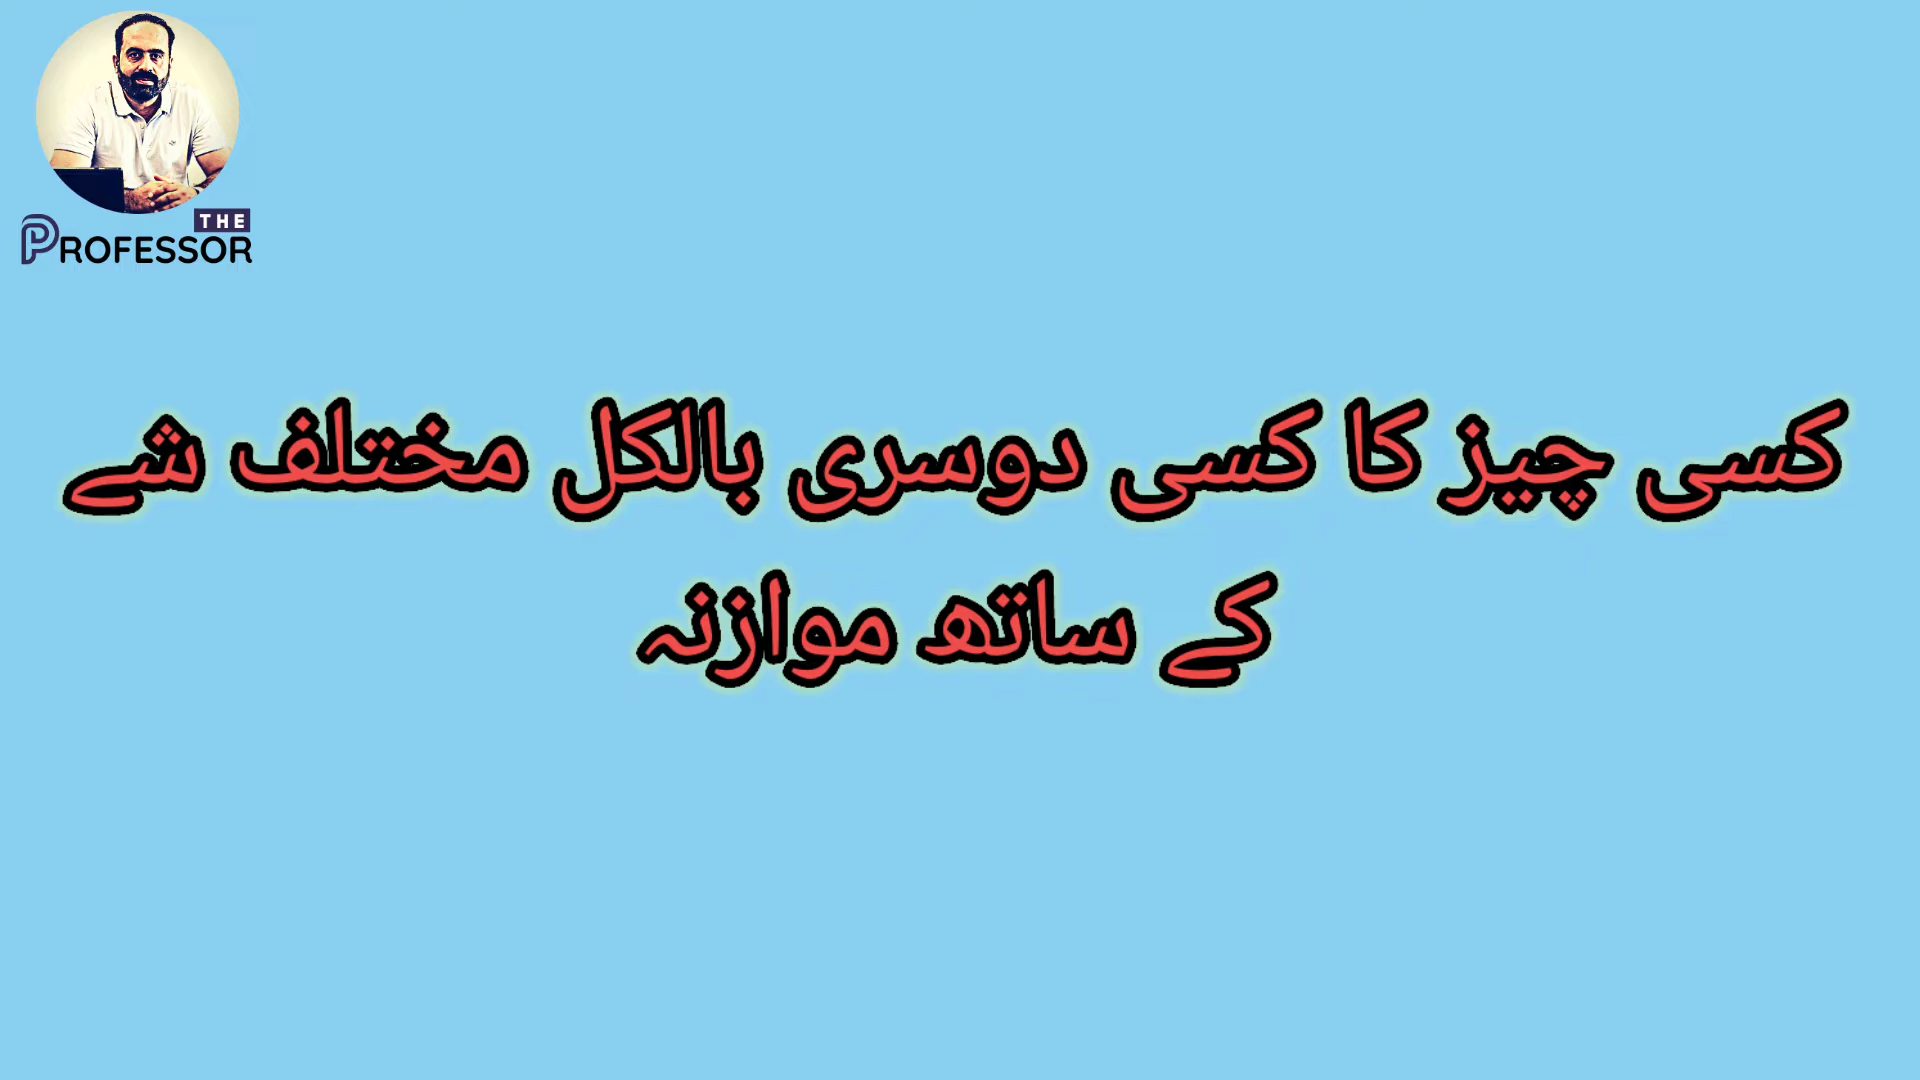 THE
PROFESSOR
کسی چیز کا کسی دوسری بالکل مختلف شے
کے ساتھ موازنہ